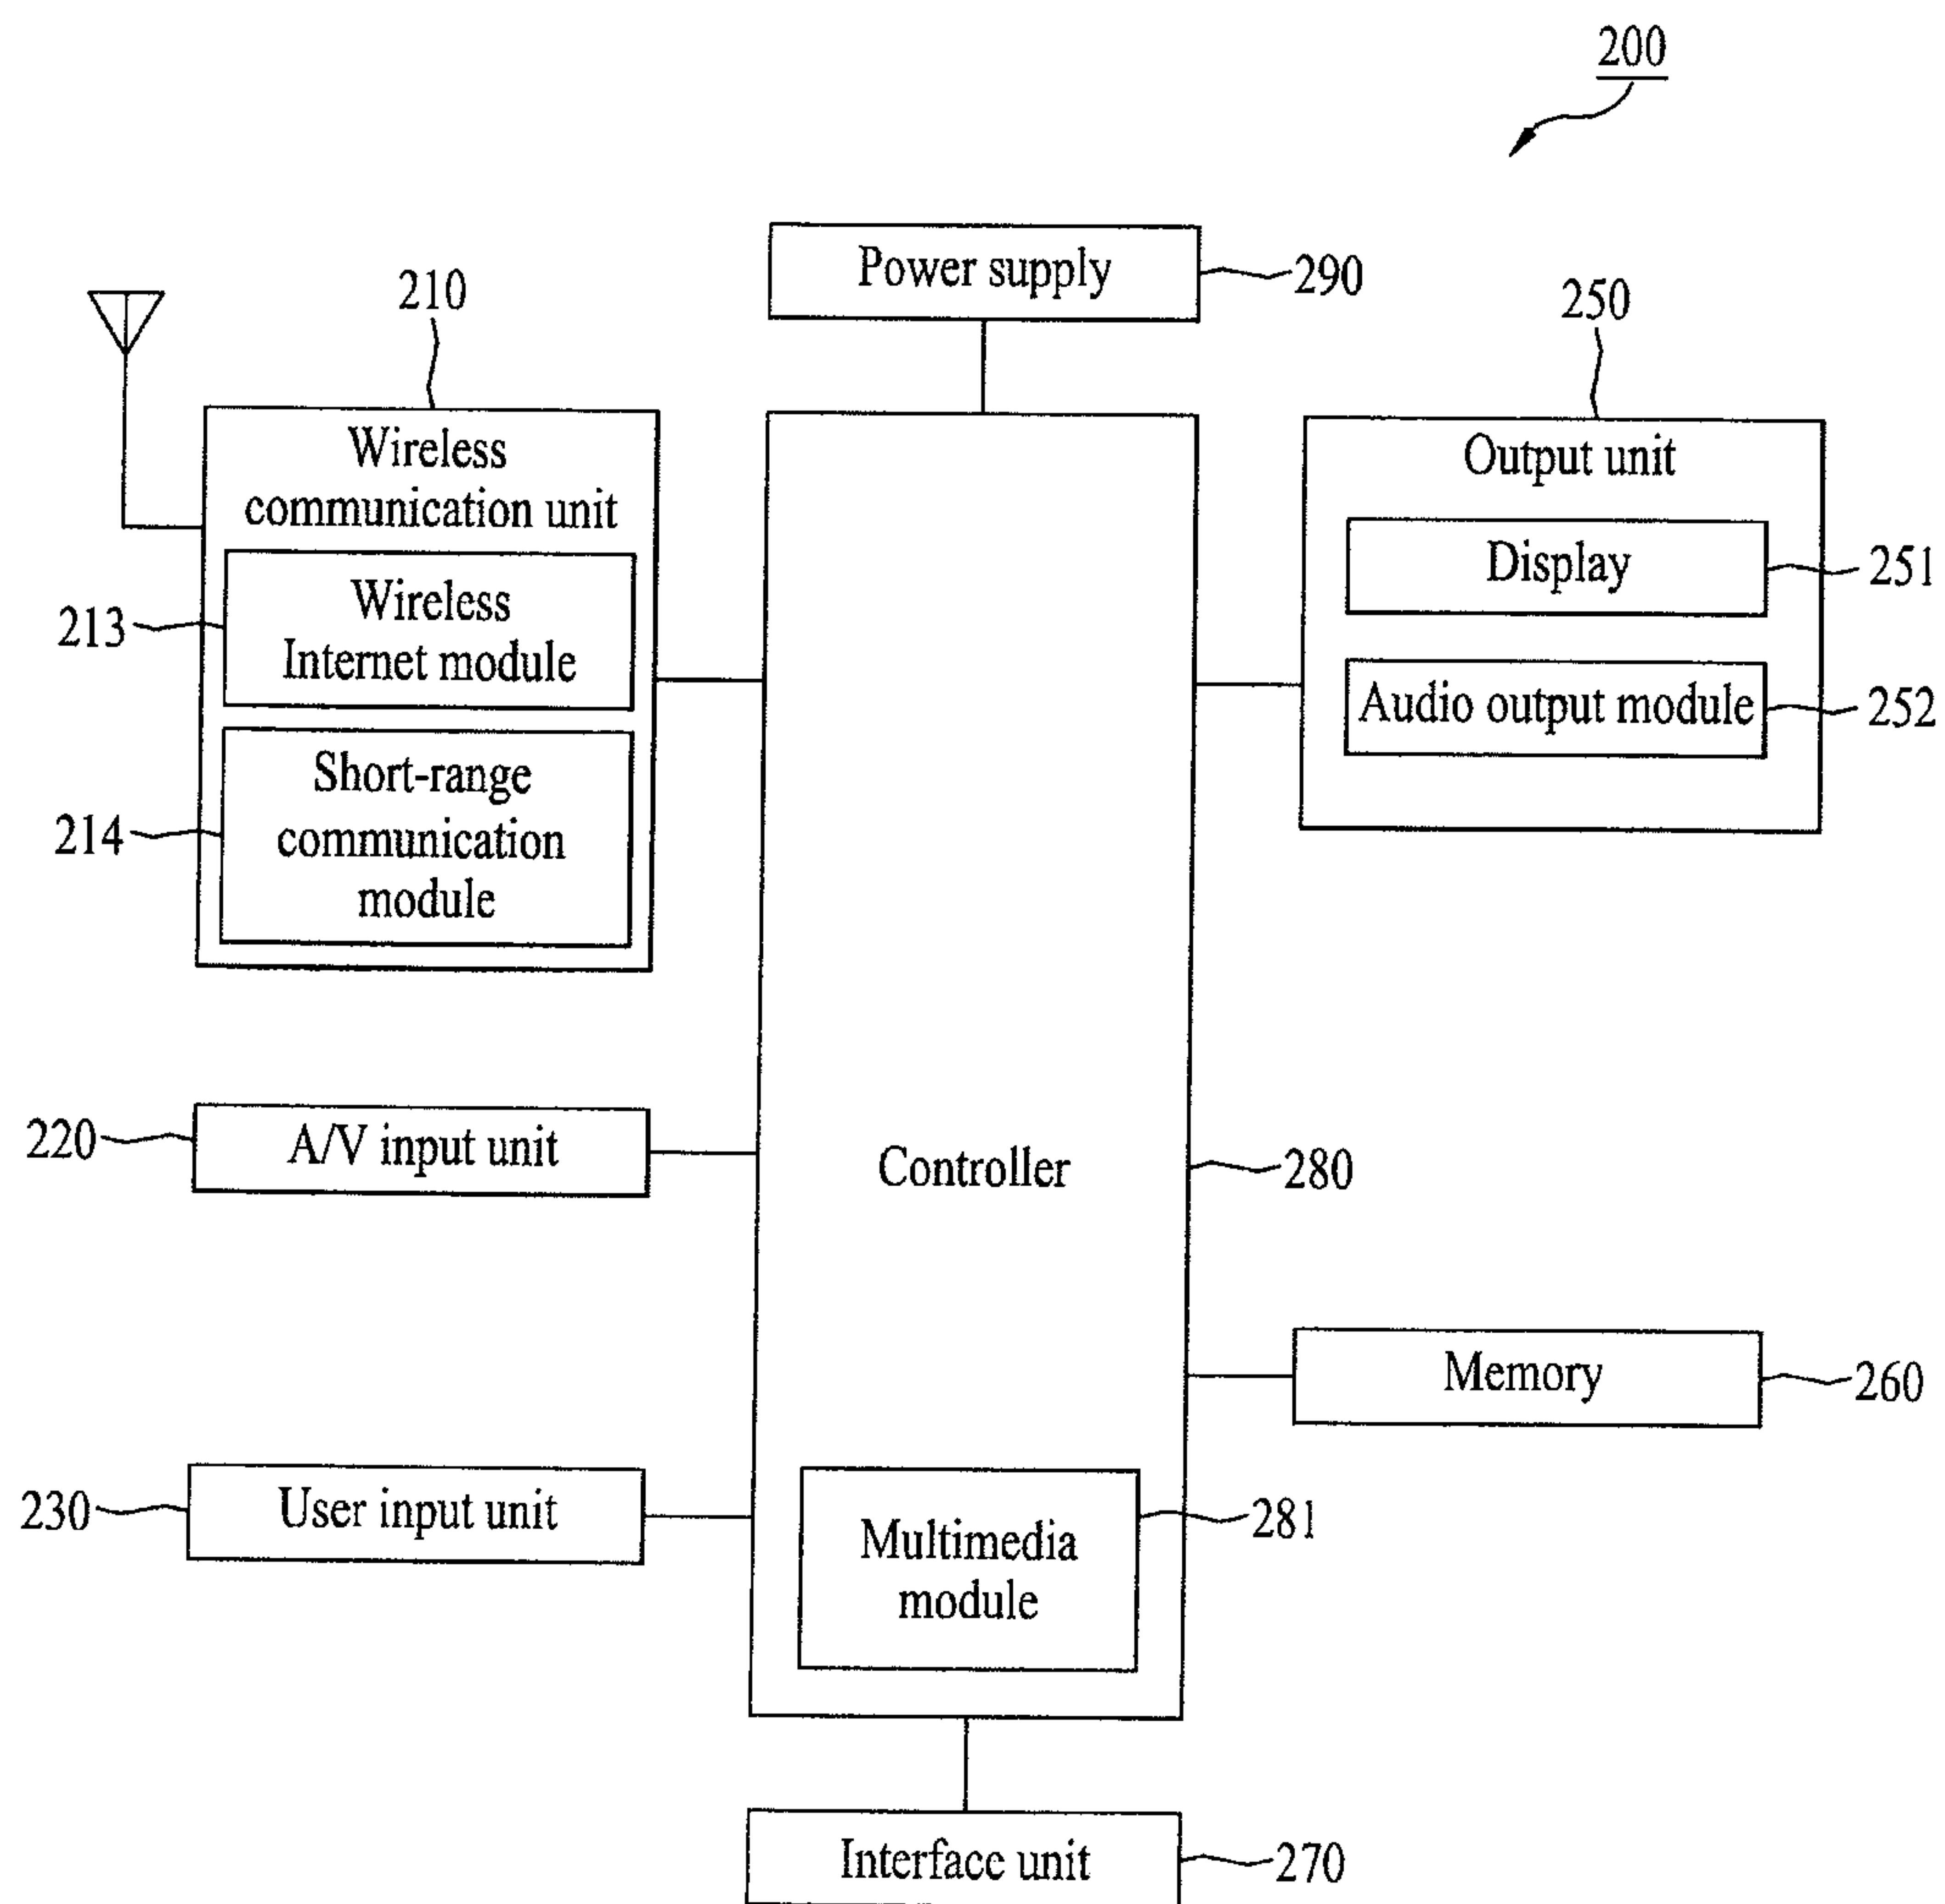 200
Power supply
290
210
250
Wireless
communication unit
Output unit
Display
251
Wireless
Internet module
213
Audio output module
252
Short-range
communication
module
214
220
A/V input unit
Controller
280
Memory
260
230
User input unit
Multimedia
module
281
Interface unit
270